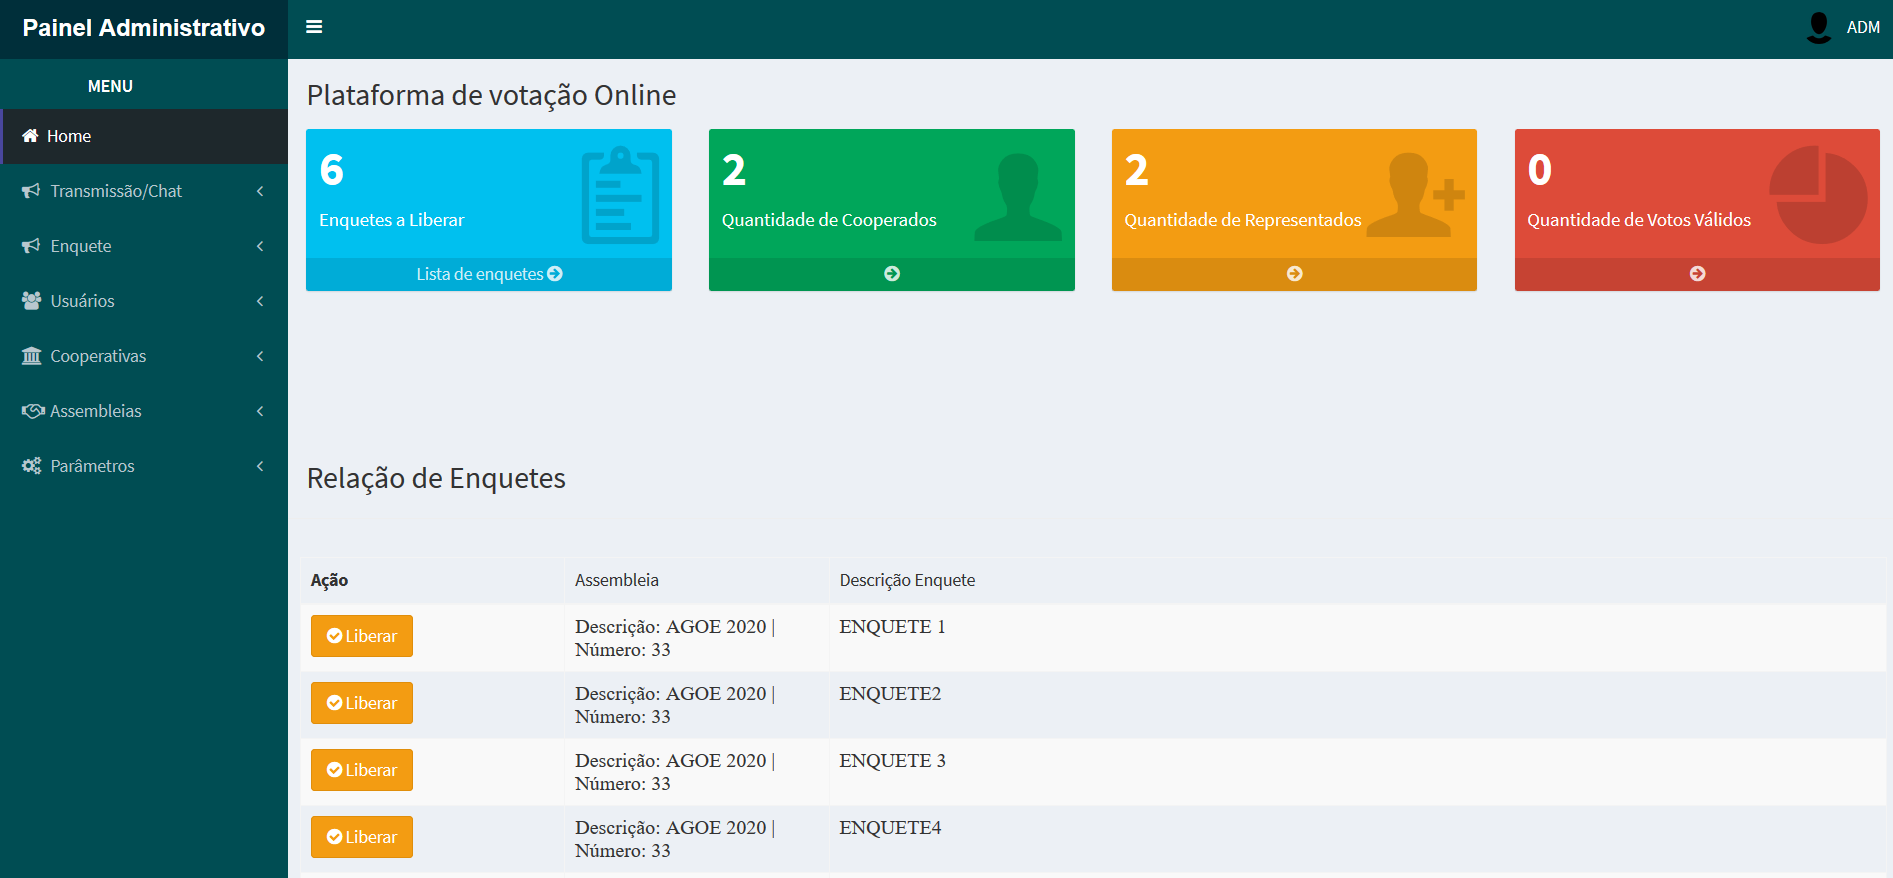 Painel Administrativo
ADM
MENU
Home
Transmissão/Chat
Enquete
Usuários
Cooperativas
Assembleias
Parâmetros
Plataforma de votação Online
6
Enquetes a Liberar
Lista de enquetes
2
Quantidade de Cooperados
2
Quantidade de Representados
0
Quantidade de Votos Válidos
Relação de Enquetes
Ação Assembleia Descrição Enquete
Liberar Descrição: AGOE 2020 | ENQUETE 1
Número: 33
Liberar Descrição: AGOE 2020 | ENQUETE2
Número: 33
Liberar Descrição: AGOE 2020 | ENQUETE 3
Número: 33
Liberar Descrição: AGOE 2020 | ENQUETE4
Número: 33